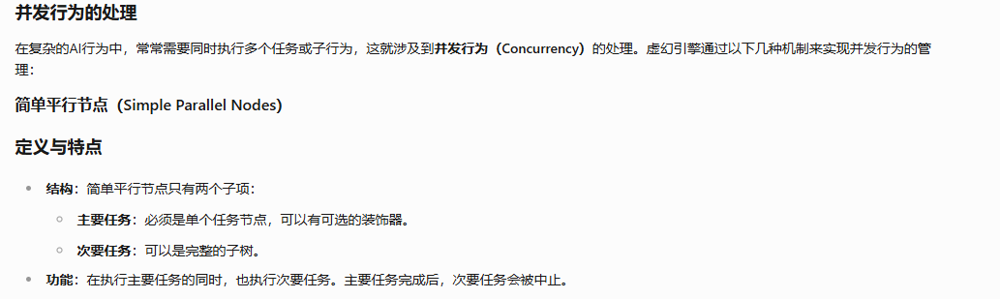 并发行为的处理
在复杂的AI行为中，常常需要同时执行多个任务或子行为，这就涉及到并发行为（Concurrency）的处理。虚幻引擎通过以下几种机制来实现并发行为的管
理：
简单平行节点（Simple Parallel Nodes）
定义与特点
结构：简单平行节点只有两个子项：
主要任务：必须是单个任务节点，可以有可选的装饰器。
次要任务：可以是完整的子树。
功能：在执行主要任务的同时，也执行次要任务。主要任务完成后，次要任务会被中止。